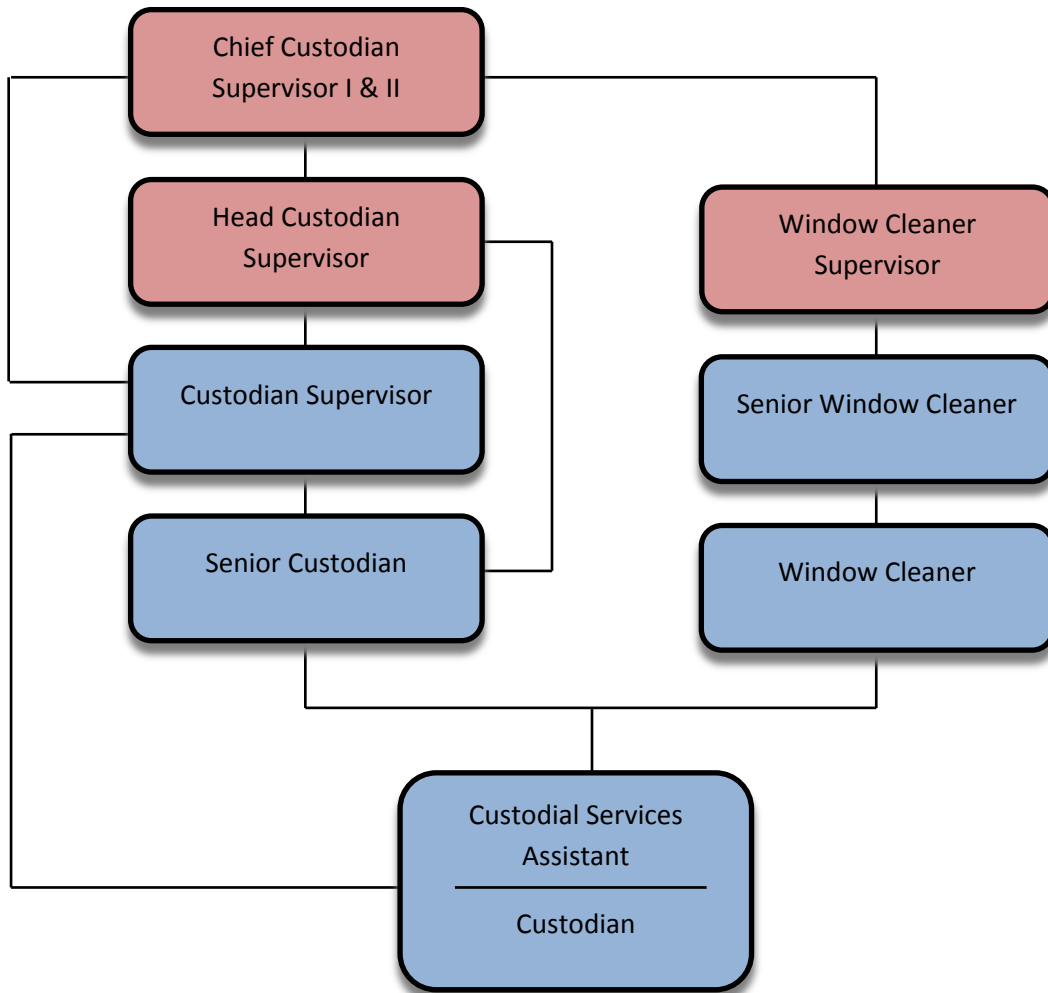 Chief Custodian
Supervisor I & II
Head Custodian
Supervisor
Window Cleaner
Supervisor
Custodian Supervisor
Senior Window Cleaner
Senior Custodian
Window Cleaner
Custodial Services
Assistant
Custodian